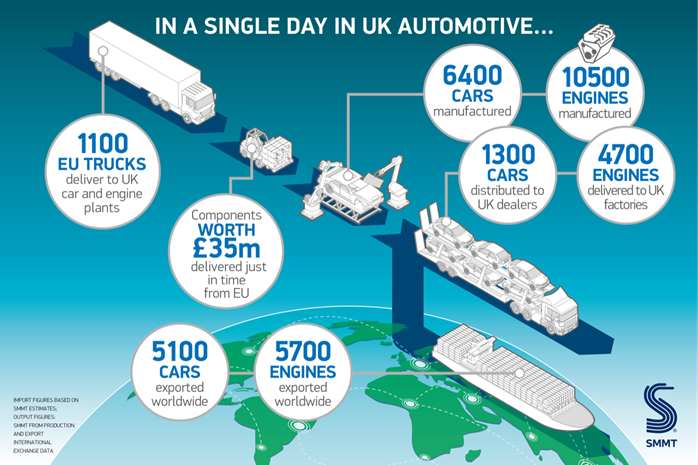 IN A SINGLE DAY IN UK AUTOMOTIVE...
6400
CARS
manufactured
10500
ENGINES
manufactured
1100
EU TRUCKS
deliver to UK
car and engine
plants
1300
CARS
distributed to
UK dealers
4700
ENGINES
delivered to UK
factories
Components
WORTH
£35m
delivered just
in time
from EU
5100
CARS
exported
worldwide
5700
ENGINES
exported
worldwide
IMPORT FIGURES BASED ON
SMMT ESTIMATES;
OUTPUT FIGURES:
SMMT FROM PRODUCTION
AND EXPORT
INTERNATIONAL
EXCHANGE DATA
SMMT